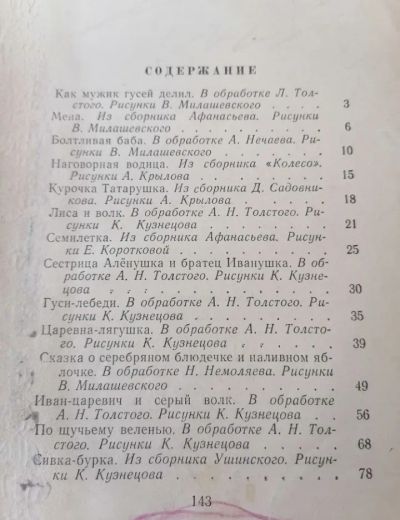 СОДЕРЖАНИЕ
Как мужик гусей делил. В обработке Л. Тол-
стого. Рисунки В. Милашевского . . . . 3
Мена. Из сборника Афанасьева. Рисунки
В. Милашевского . . . . . . . . . . 6
Болтливая баба. В обработке А. Нечаева. Ри-
сунки В. Милашевского . . . . . . . . 10
Наговорная водица. Из сборника «Колесо».
Рисунки А. Крылова . . . . . . . . . 15
Курочка Татарушка. Из сборника Д. Садовни-
кова. Рисунки А. Крылова . . . . . . 18
Лиса и волк. В обработке А. Н. Толстого. Ри-
сунки К. Кузнецова . . . . . . . . . 21
Семилетка. Из сборника Афанасьева. Рисун-
ки Е. Коротковой . . . . . . . . . . 25
Сестрица Алёнушка и братец Иванушка. В об-
работке А. Н. Толстого. Рисунки К. Кузне-
цова . . . . . . . . . . . . . . . 30
Гуси-лебеди. В обработке А. Н. Толстого. Ри-
сунки К. Кузнецова . . . . . . . . . 35
Царевна-лягушка. В обработке А. Н. Толсто-
го. Рисунки К. Кузнецова . . . . . . 39
Сказка о серебряном блюдечке и наливном яб-
лочке. В обработке Н. Немоляева. Рисунки
В. Милашевского . . . . . . . . . . 49
Иван-царевич и серый волк. В обработке
А. Н. Толстого. Рисунки К. Кузнецова . . 56
По щучьему веленью. В обработке А. Н. Тол-
стого. Рисунки К. Кузнецова . . . . . 68
Сивка-бурка. Из сборника Ушинского. Рисун-
ки К. Кузнецова . . . . . . . . . . 78
143